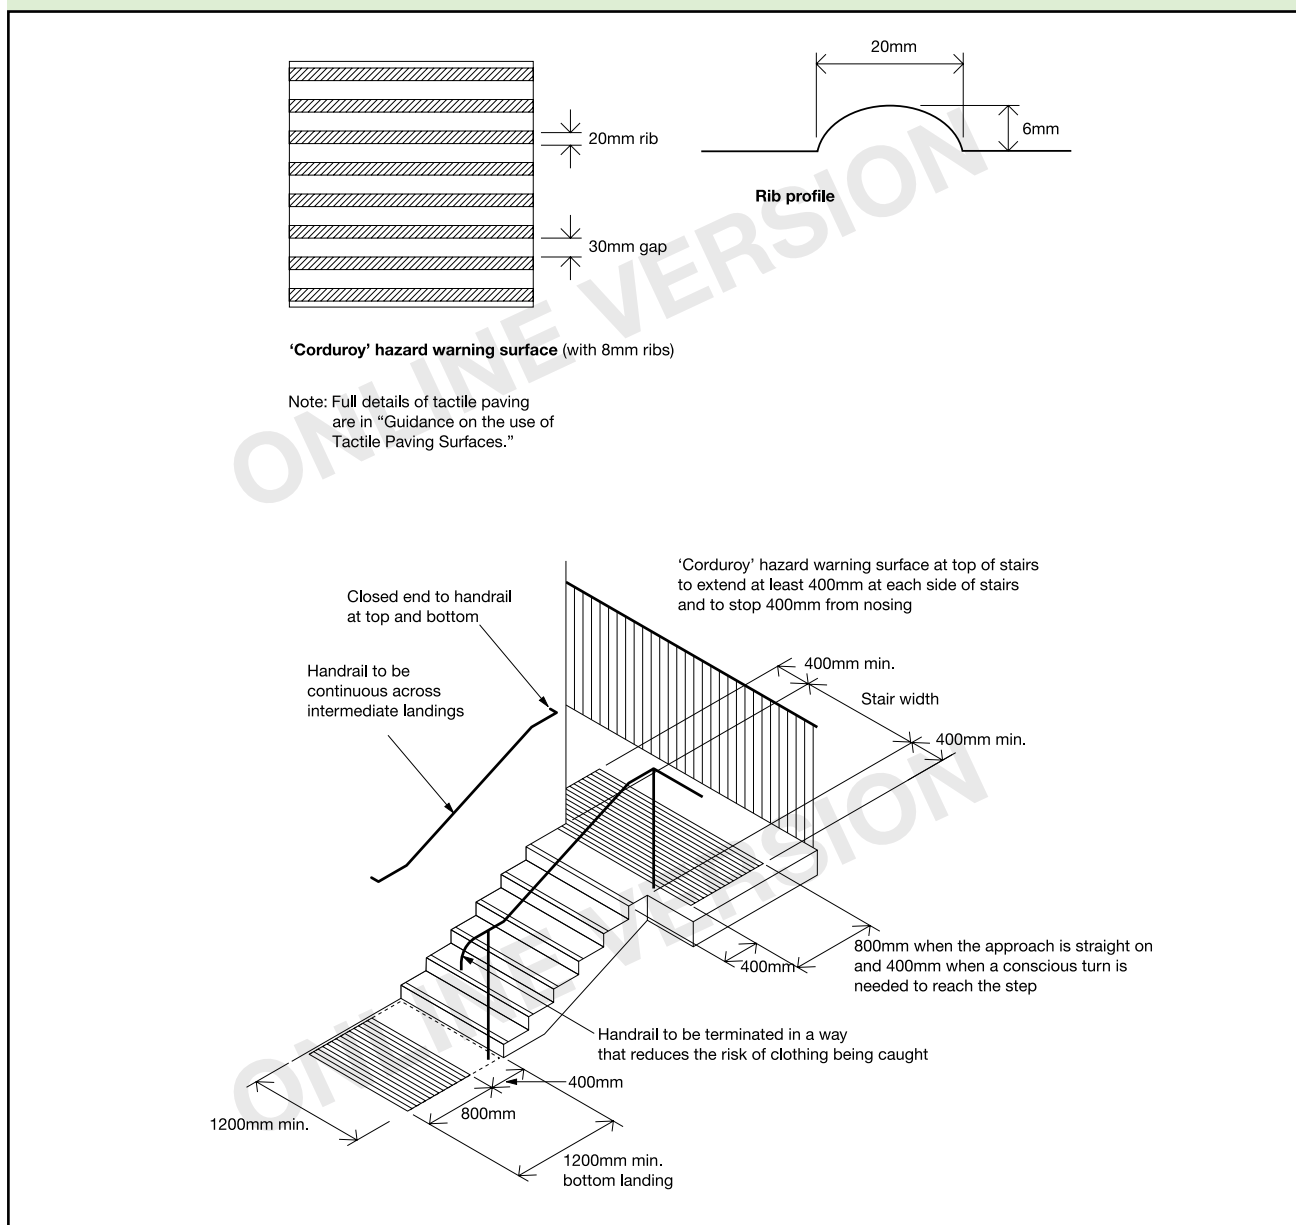 20mm
6mm
20mm rib
Rib profile
30mm gap
‘Corduroy’ hazard warning surface (with 8mm ribs)
Note: Full details of tactile paving
are in “Guidance on the use of
Tactile Paving Surfaces.”
ONLINE VERSION
‘Corduroy’ hazard warning surface at top of stairs
to extend at least 400mm at each side of stairs
and to stop 400mm from nosing
Closed end to handrail
at top and bottom
Handrail to be
continuous across
intermediate landings
400mm min.
Stair width
400mm min.
400mm
800mm when the approach is straight on
and 400mm when a conscious turn is
needed to reach the step
Handrail to be terminated in a way
that reduces the risk of clothing being caught
400mm
800mm
1200mm min.
1200mm min.
bottom landing
ONLINE VERSION